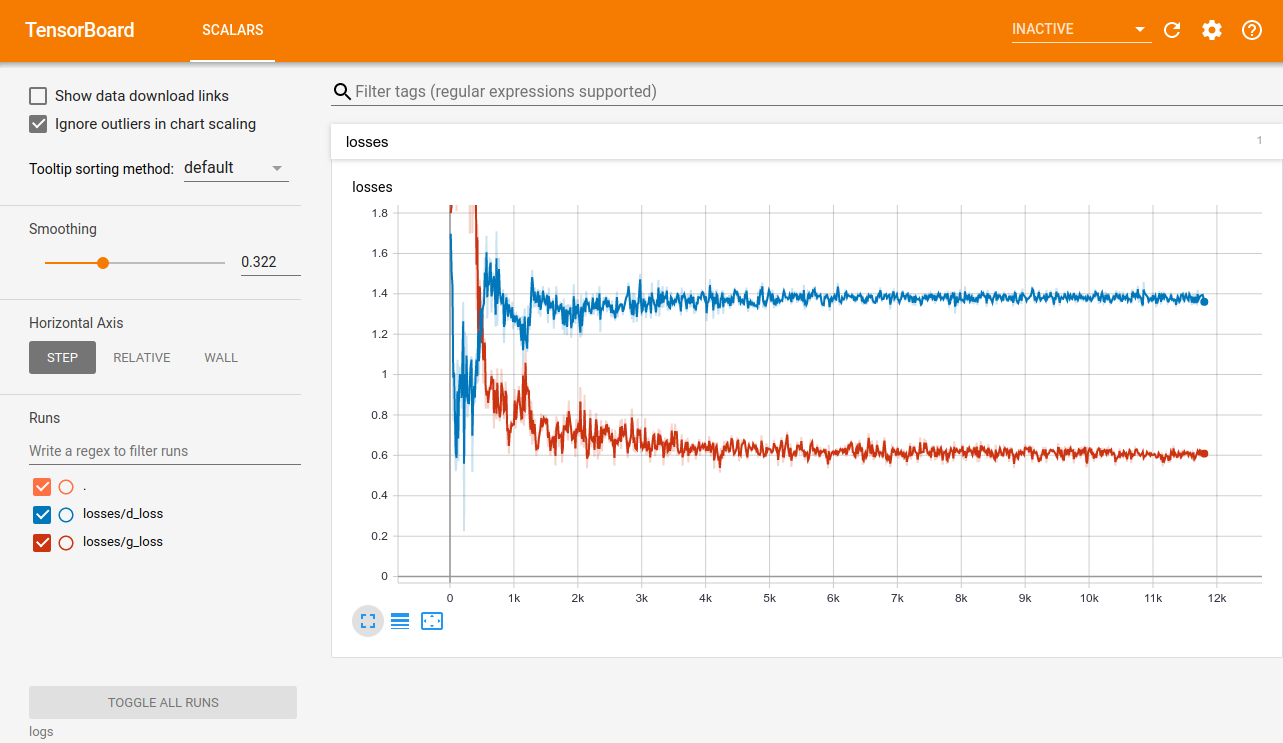 TensorBoard SCALARS INACTIVE
Show data download links
Ignore outliers in chart scaling
Tooltip sorting method: default
Smoothing
0.322
Horizontal Axis
STEP RELATIVE WALL
Runs
Write a regex to filter runs
.
losses/d_loss
losses/g_loss
TOGGLE ALL RUNS
logs
Filter tags (regular expressions supported)
losses 1
losses
1.8
1.6
1.4
1.2
1
0.8
0.6
0.4
0.2
0
0 1k 2k 3k 4k 5k 6k 7k 8k 9k 10k 11k 12k